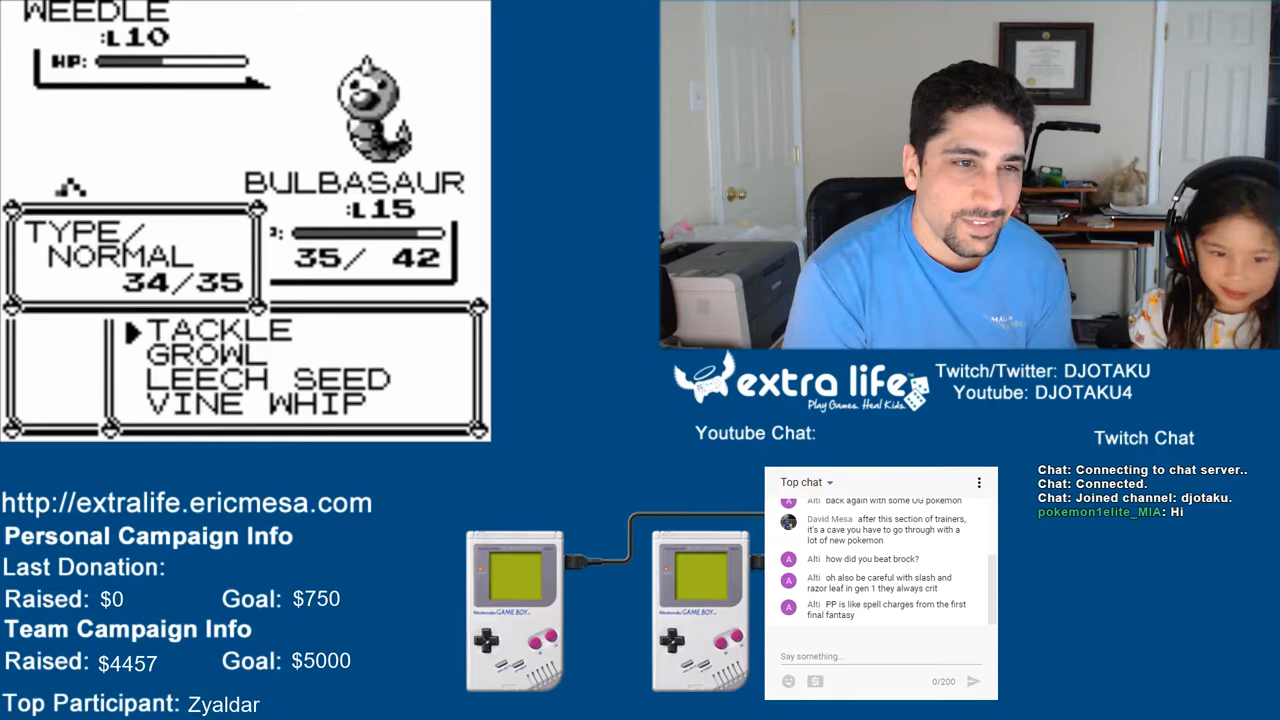 WEEDLE
:L10
HP:
BULBASAUR
:L15
35/ 42
TYPE/
NORMAL
34/35
TACKLE
GROWL
LEECH SEED
VINE WHIP
extra life
Play Games. Heal Kids.
Twitch/Twitter: DJOTAKU
Youtube: DJOTAKU4
Youtube Chat:
Twitch Chat
Chat: Connecting to chat server..
Chat: Connected.
Chat: Joined channel: djotaku.
pokemon1elite_MIA: Hi
Top chat
Alti back again with some OG pokemon
David Mesa after this section of trainers,
it's a cave you have to go through with a
lot of new pokemon
A Alti how did you beat brock?
A Alti oh also be careful with slash and
razor leaf in gen 1 they always crit
A Alti PP is like spell charges from the first
final fantasy
Say something...
0/200
http://extralife.ericmesa.com
Personal Campaign Info
Last Donation:
Raised: $0 Goal: $750
Team Campaign Info
Raised: $4457 Goal: $5000
Top Participant: Zyaldar
Nintendo GAME BOY
Nintendo GAME BOY